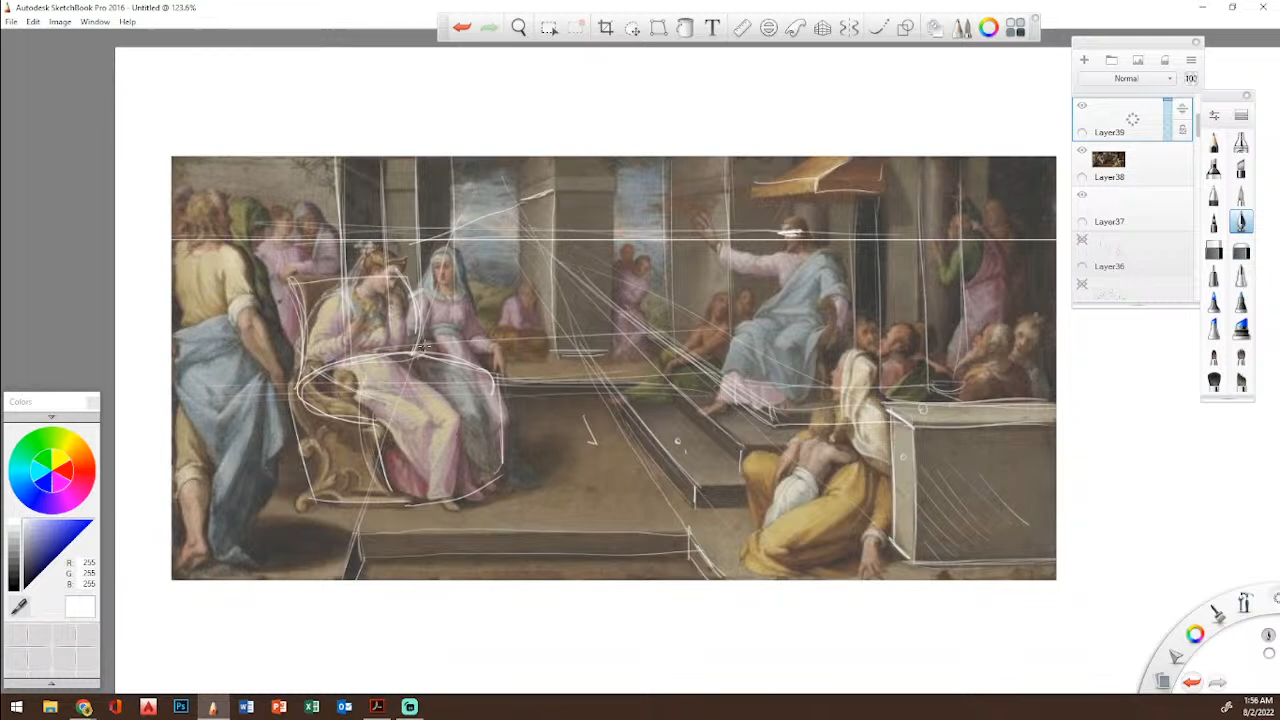 Autodesk SketchBook Pro 2016 - Untitled @ 123.6%
File Edit Image Window Help
T
Normal
100
Layer39
Layer38
Layer37
Layer36
Colors
R: 255
G: 255
B: 255
1:56 AM
8/2/2022